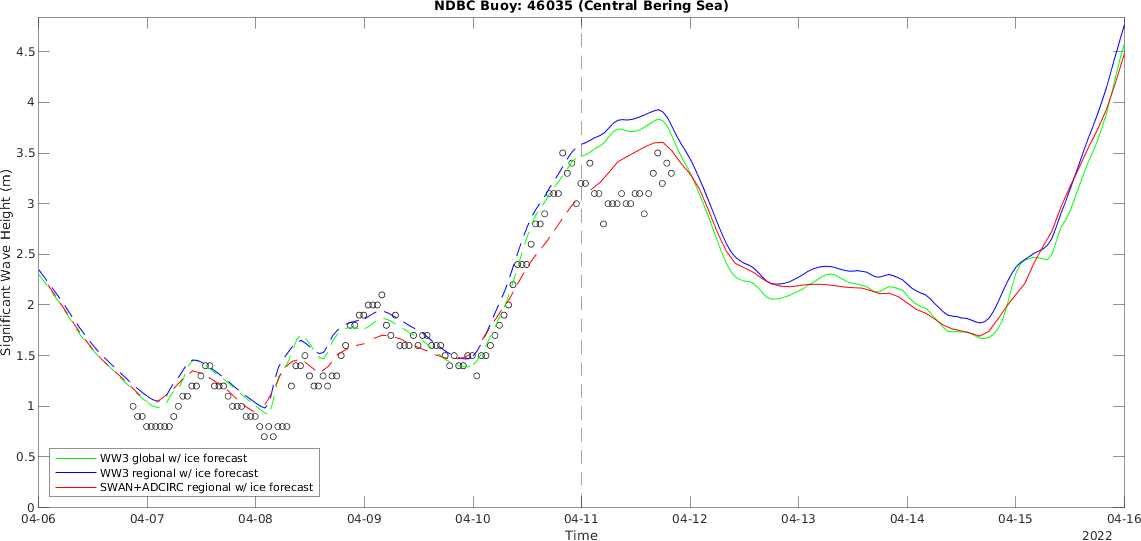 NDBC Buoy: 46035 (Central Bering Sea)
Significant Wave Height (m)
4.5
4
3.5
3
2.5
2
1.5
1
0.5
0
WW3 global w/ ice forecast
WW3 regional w/ ice forecast
SWAN+ADCIRC regional w/ ice forecast
04-06 04-07 04-08 04-09 04-10 04-11 04-12 04-13 04-14 04-15 04-16
Time
2022